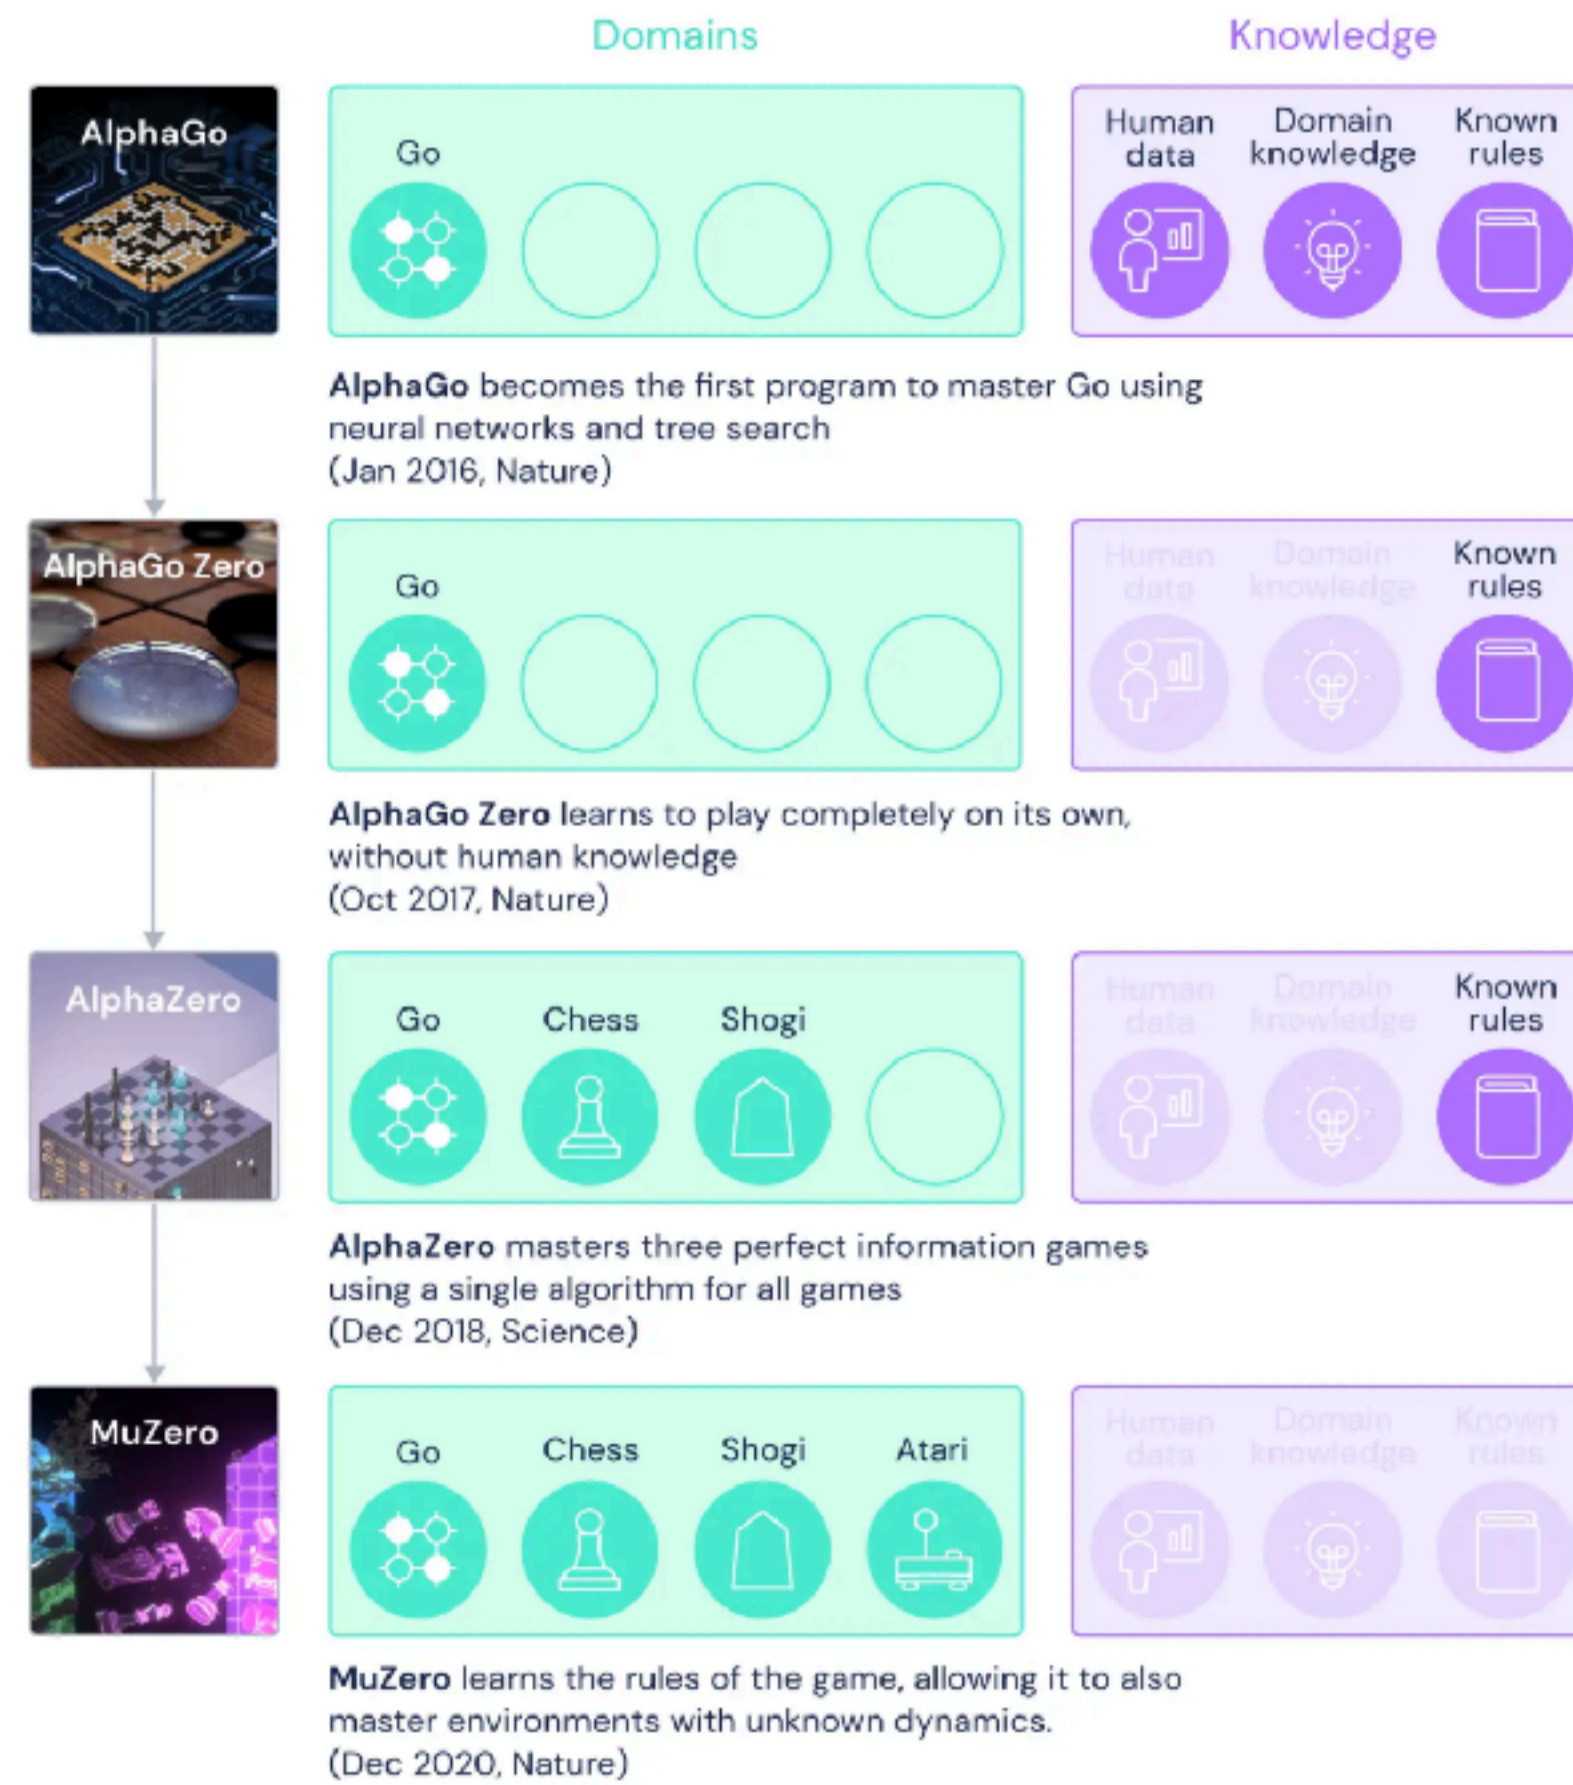 Domains
Knowledge
AlphaGo
Go
Human
data
Domain
knowledge
Known
rules
AlphaGo becomes the first program to master Go using
neural networks and tree search
(Jan 2016, Nature)
AlphaGo Zero
Go
Human
data
Domain
knowledge
Known
rules
AlphaGo Zero learns to play completely on its own,
without human knowledge
(Oct 2017, Nature)
AlphaZero
Go
Chess
Shogi
Human
data
Domain
knowledge
Known
rules
AlphaZero masters three perfect information games
using a single algorithm for all games
(Dec 2018, Science)
MuZero
Go
Chess
Shogi
Atari
Human
data
Domain
knowledge
Known
rules
MuZero learns the rules of the game, allowing it to also
master environments with unknown dynamics.
(Dec 2020, Nature)